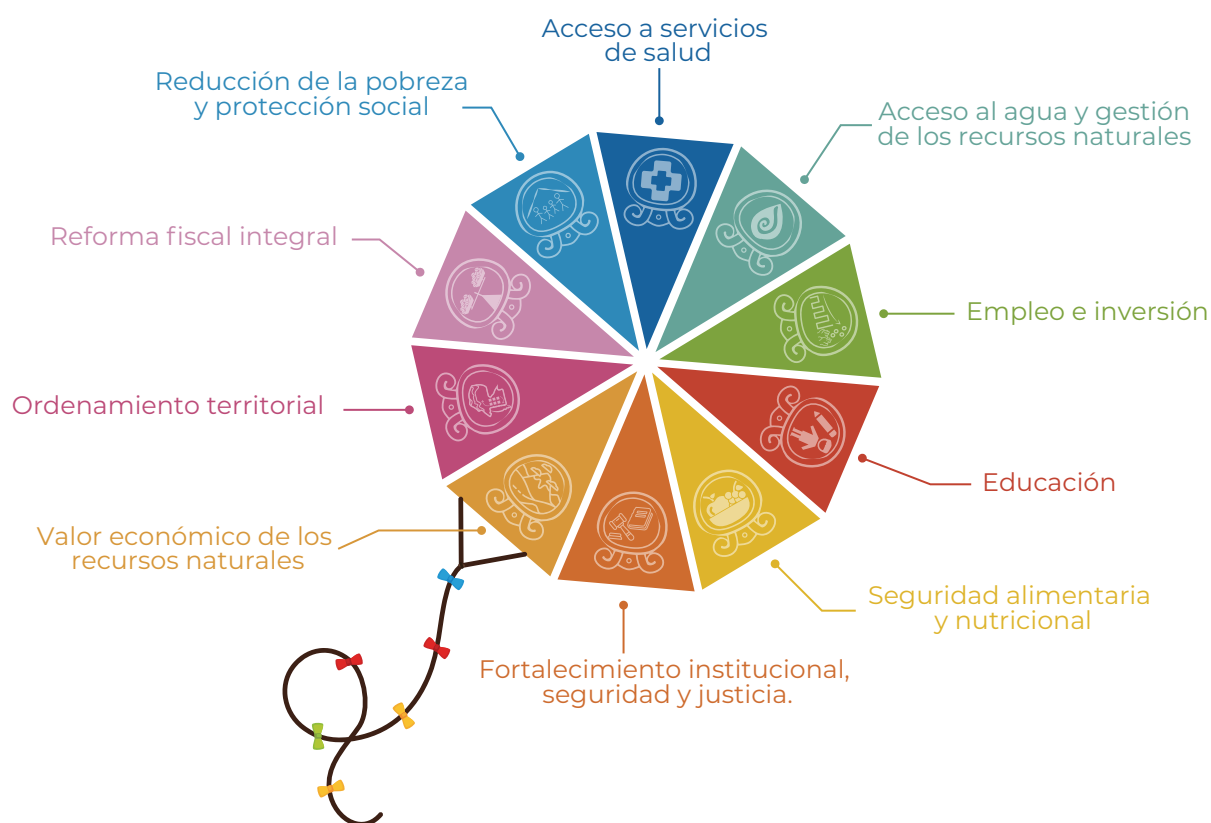 Acceso a servicios
de salud
Reducción de la pobreza
y protección social
Acceso al agua y gestión
de los recursos naturales
Reforma fiscal integral
Empleo e inversión
Ordenamiento territorial
Educación
Valor económico de los
recursos naturales
Seguridad alimentaria
y nutricional
Fortalecimiento institucional,
seguridad y justicia.